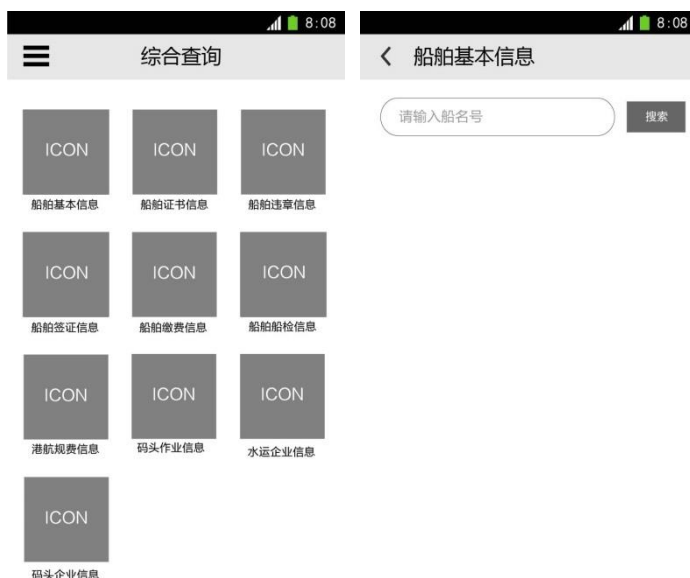 8:08
综合查询
ICON ICON ICON
船舶基本信息 船舶证书信息 船舶违章信息
ICON ICON ICON
船舶签证信息 船舶缴费信息 船舶船检信息
ICON ICON ICON
港航规费信息 码头作业信息 水运企业信息
ICON
码头企业信息
8:08
船舶基本信息
请输入船名号 搜索